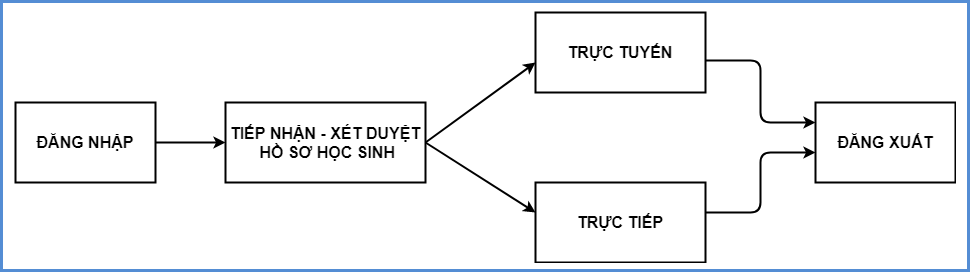 ĐĂNG NHẬP
TIẾP NHẬN - XÉT DUYỆT
HỒ SƠ HỌC SINH
TRỰC TUYẾN
TRỰC TIẾP
ĐĂNG XUẤT